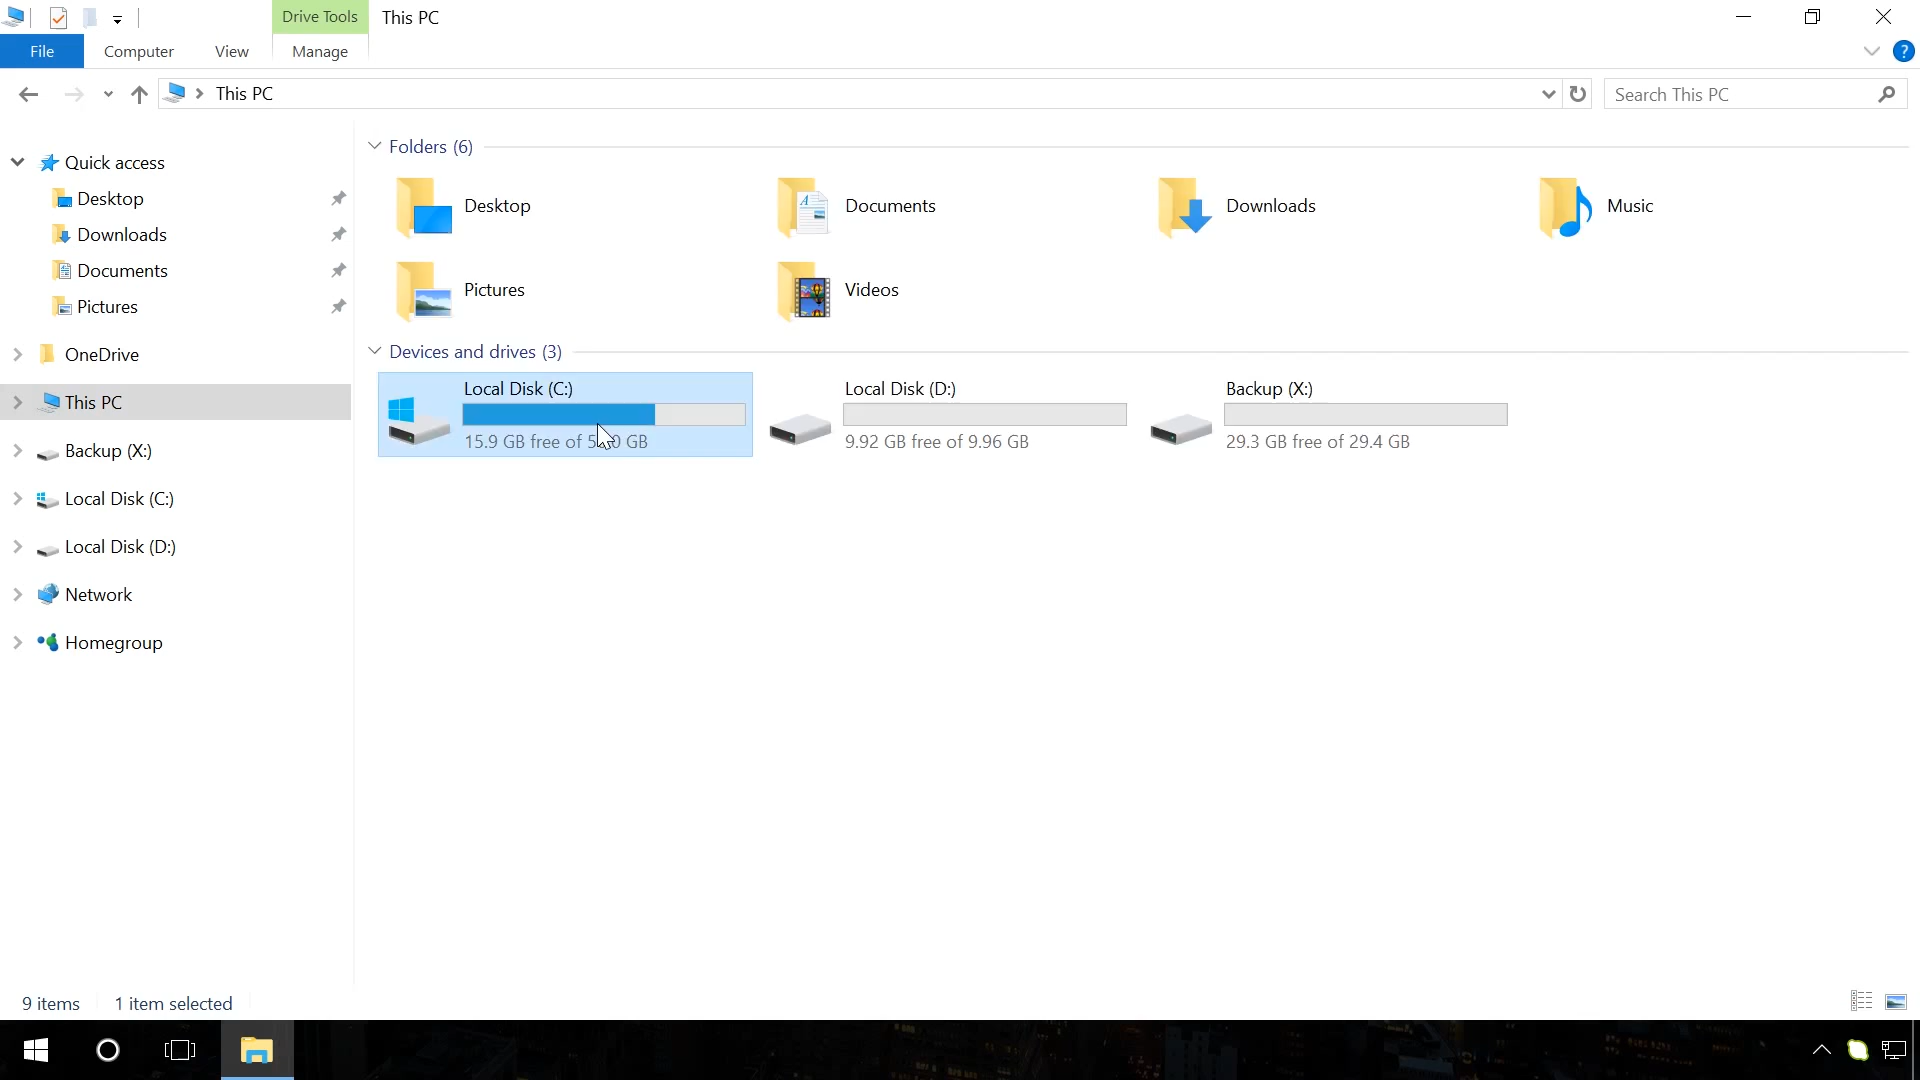 Drive Tools
This PC
File
Computer
View
Manage
?
This PC
Search This PC
Quick access
Desktop
Downloads
Documents
Pictures
OneDrive
This PC
Backup (X:)
Local Disk (C:)
Local Disk (D:)
Network
Homegroup
Folders (6)
Desktop
Documents
Downloads
Music
Pictures
Videos
Devices and drives (3)
Local Disk (C:)
15.9 GB free of GB
Local Disk (D:)
9.92 GB free of 9.96 GB
Backup (X:)
29.3 GB free of 29.4 GB
9 items
1 item selected